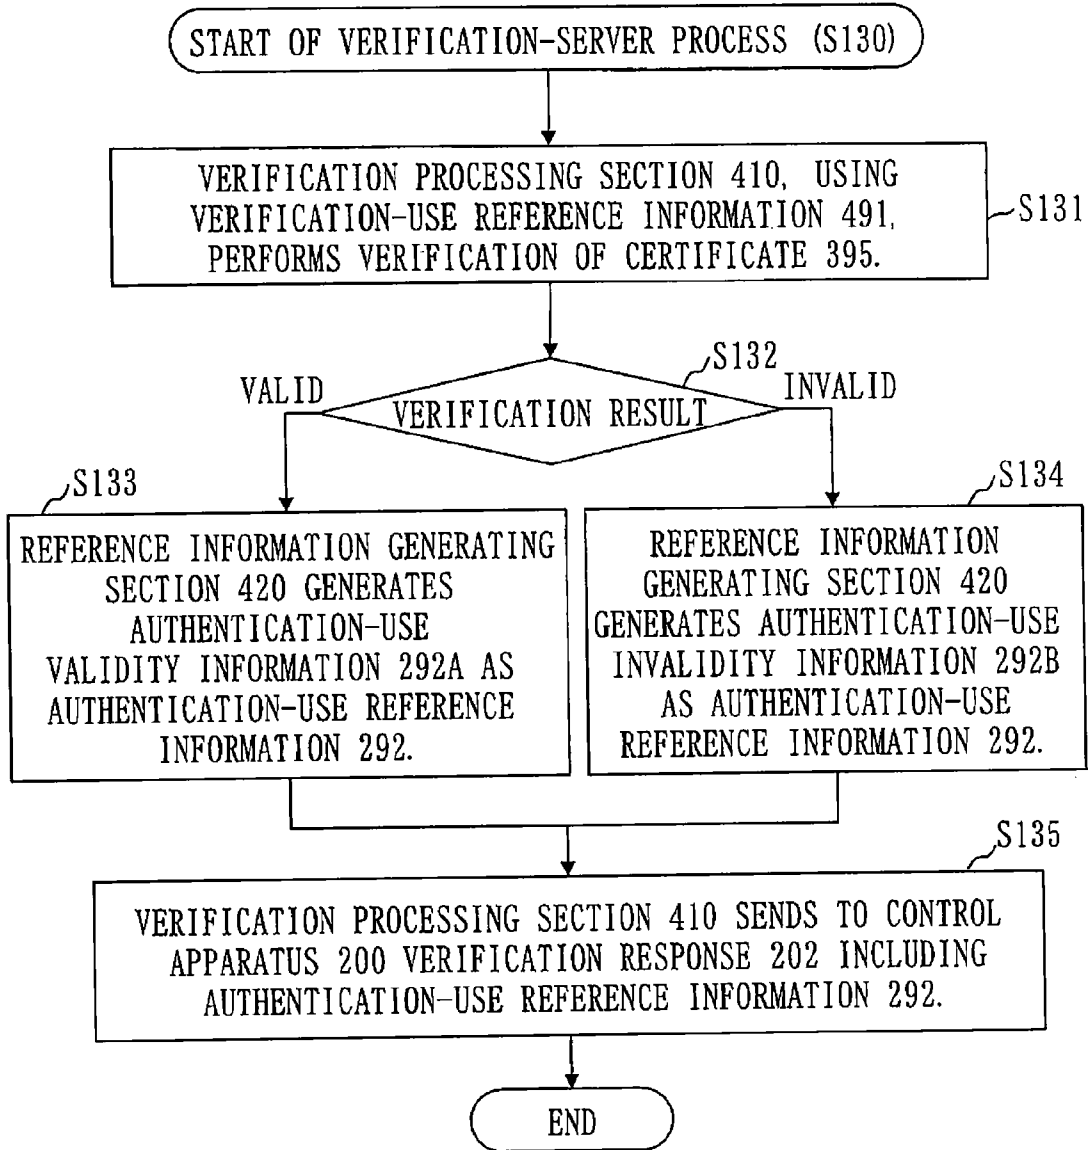 START OF VERIFICATION-SERVER PROCESS (S130)
VERIFICATION PROCESSING SECTION 410, USING
VERIFICATION-USE REFERENCE INFORMATION 491,
PERFORMS VERIFICATION OF CERTIFICATE 395.
S131
S132
VALID
INVALID
VERIFICATION RESULT
S133
REFERENCE INFORMATION GENERATING
SECTION 420 GENERATES
AUTHENTICATION-USE
VALIDITY INFORMATION 292A AS
AUTHENTICATION-USE REFERENCE
INFORMATION 292.
S134
REFERENCE INFORMATION
GENERATING SECTION 420
GENERATES AUTHENTICATION-USE
INVALIDITY INFORMATION 292B
AS AUTHENTICATION-USE
REFERENCE INFORMATION 292.
S135
VERIFICATION PROCESSING SECTION 410 SENDS TO CONTROL
APPARATUS 200 VERIFICATION RESPONSE 202 INCLUDING
AUTHENTICATION-USE REFERENCE INFORMATION 292.
END